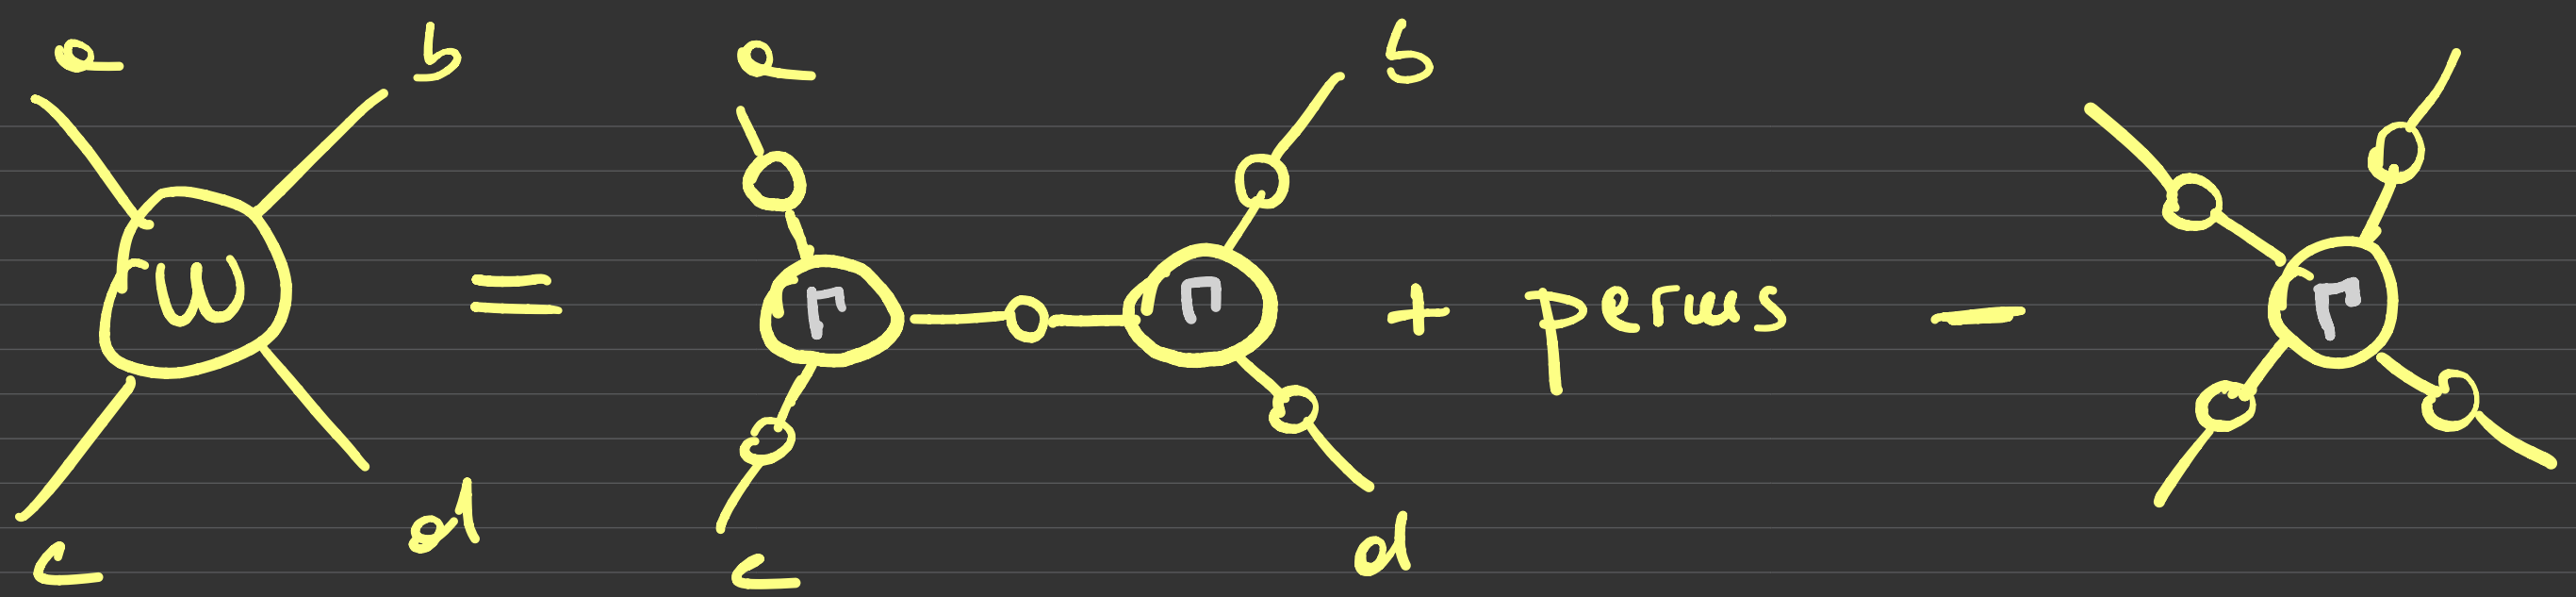 a b a b
W = Γ Γ + perms - Γ
c d c d